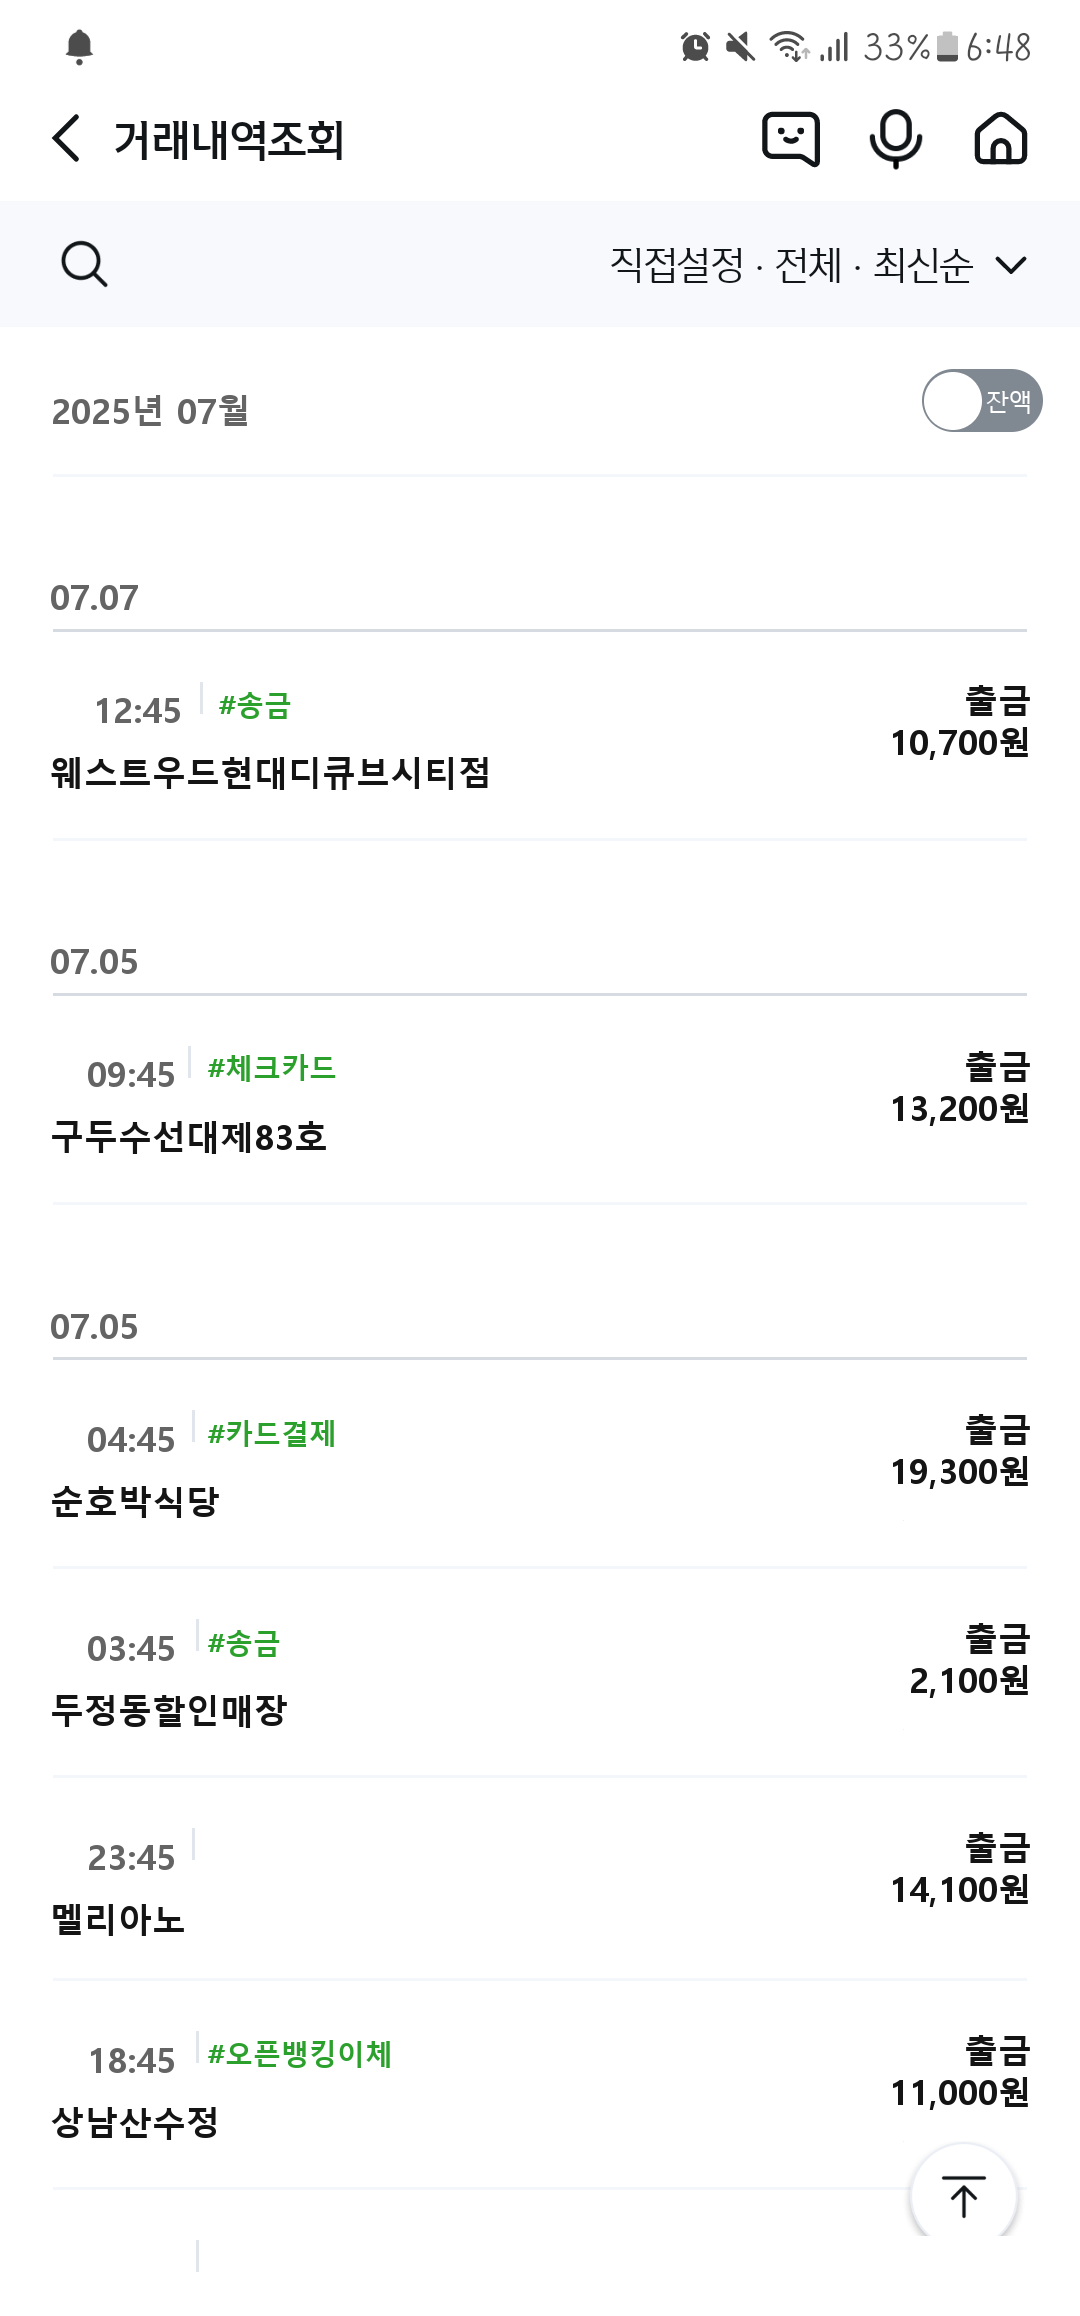 33% 6:48
거래내역조회
직접설정 · 전체 · 최신순
2025년 07월
잔액
07.07
12:45 #송금
출금
10,700원
웨스트우드현대디큐브시티점
07.05
09:45 #체크카드
출금
13,200원
구두수선대제83호
07.05
04:45 #카드결제
출금
19,300원
순호박식당
03:45 #송금
출금
2,100원
두정동할인매장
23:45
출금
14,100원
멜리아노
18:45 #오픈뱅킹이체
출금
11,000원
상남산수정